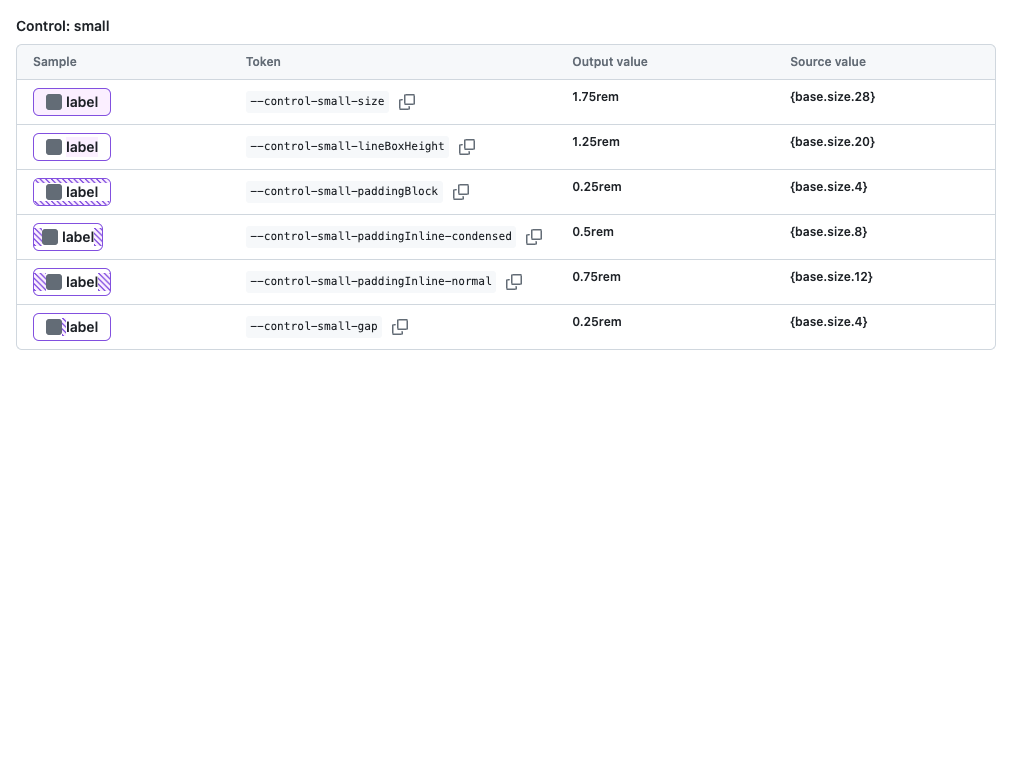 Control: small
Sample Token Output value Source value
label --control-small-size 1.75rem {base.size.28}
label --control-small-lineBoxHeight 1.25rem {base.size.20}
label --control-small-paddingBlock 0.25rem {base.size.4}
label --control-small-paddingInline-condensed 0.5rem {base.size.8}
label --control-small-paddingInline-normal 0.75rem {base.size.12}
label --control-small-gap 0.25rem {base.size.4}